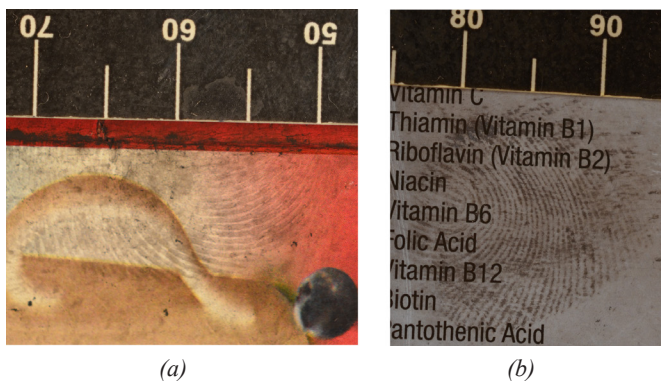 70 60 50
80 90
Vitamin C
Thiamin (Vitamin B1)
Riboflavin (Vitamin B2)
Niacin
Vitamin B6
Folic Acid
Vitamin B12
Biotin
Pantothenic Acid
(a)
(b)